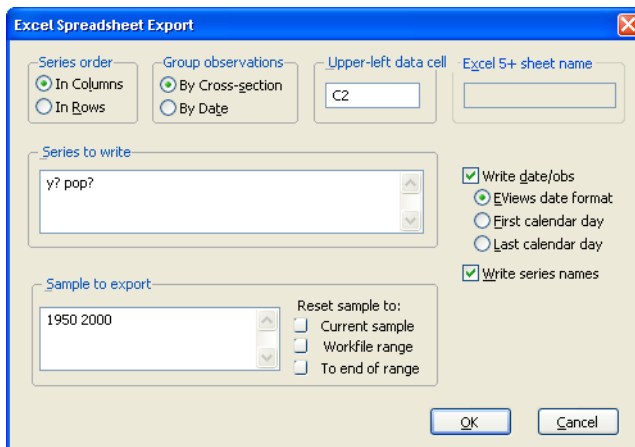 Excel Spreadsheet Export
Series order
In Columns
In Rows
Group observations
By Cross-section
By Date
Upper-left data cell
C2
Excel 5+ sheet name
Series to write
y? pop?
Write date/obs
EViews date format
First calendar day
Last calendar day
Write series names
Sample to export
1950 2000
Reset sample to:
Current sample
Workfile range
To end of range
OK
Cancel